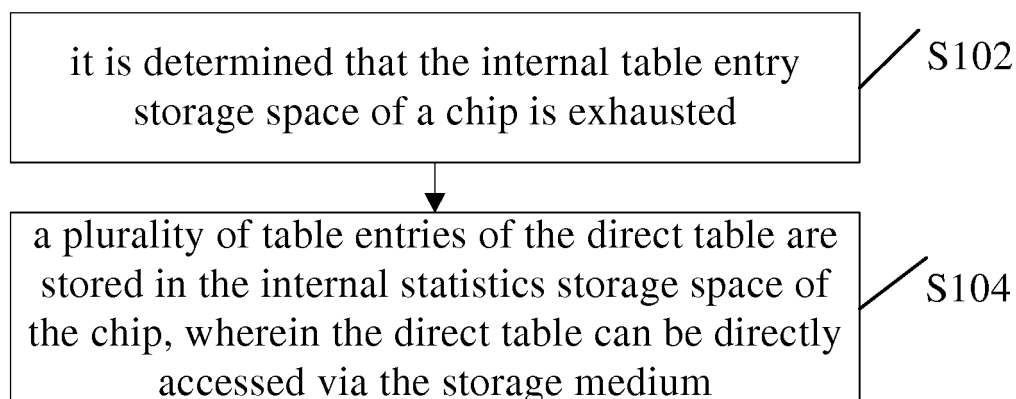 it is determined that the internal table entry
storage space of a chip is exhausted
S102
a plurality of table entries of the direct table are
stored in the internal statistics storage space of
the chip, wherein the direct table can be directly
accessed via the storage medium
S104